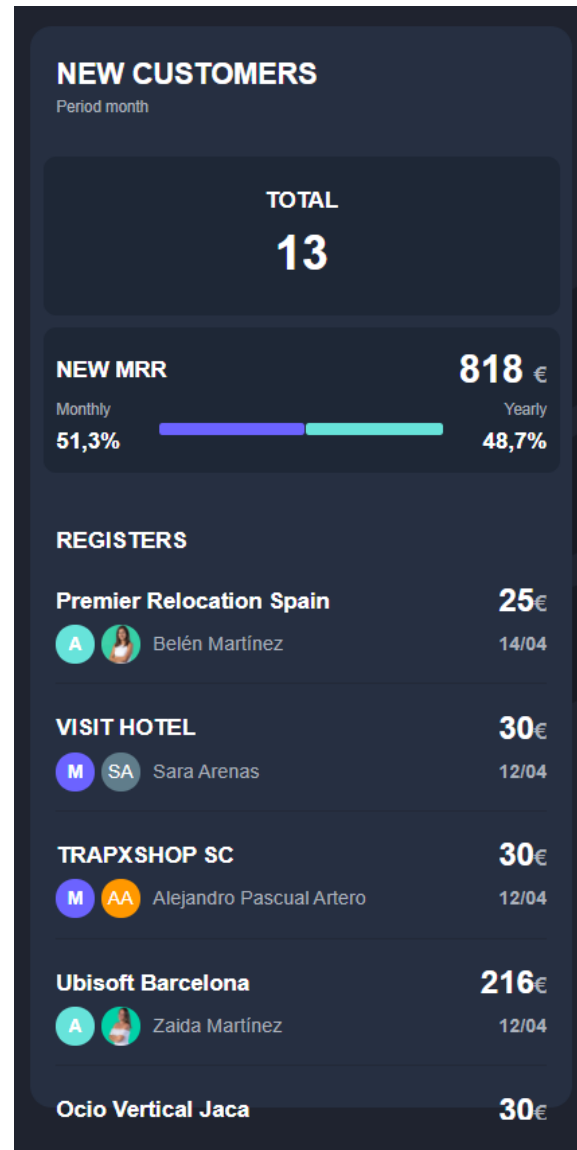 NEW CUSTOMERS
Period month
TOTAL
13
NEW MRR 818 €
Monthly Yearly
51,3% 48,7%
REGISTERS
Premier Relocation Spain 25€
A Belén Martínez 14/04
VISIT HOTEL 30€
M SA Sara Arenas 12/04
TRAPXSHOP SC 30€
M AA Alejandro Pascual Artero 12/04
Ubisoft Barcelona 216€
A Zaida Martínez 12/04
Ocio Vertical Jaca 30€